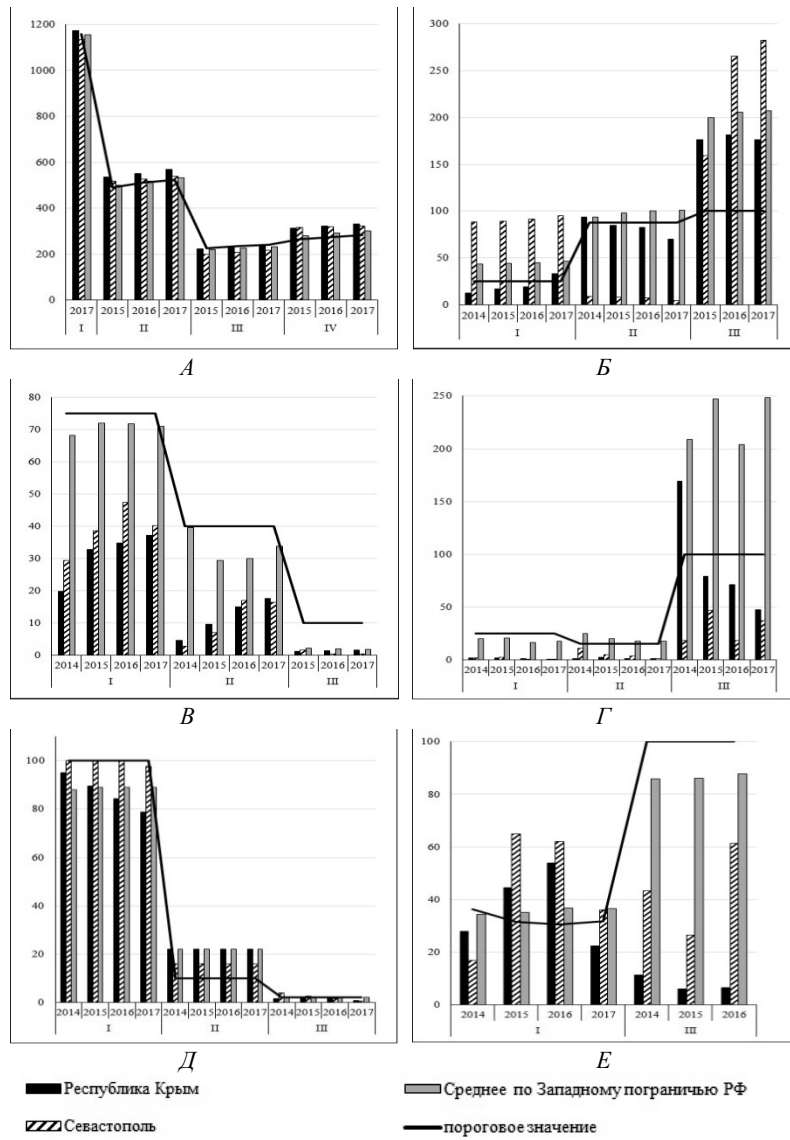 1200
1000
800
600
400
200
0
2017 2015 2016 2017 2015 2016 2017 2015 2016 2017
I II III IV
А
300
250
200
150
100
50
0
2014 2015 2016 2017 2014 2015 2016 2017 2015 2016 2017
I II III
Б
80
70
60
50
40
30
20
10
0
2014 2015 2016 2017 2014 2015 2016 2017 2015 2016 2017
I II III
В
250
200
150
100
50
0
2014 2015 2016 2017 2014 2015 2016 2017 2014 2015 2016 2017
I II III
Г
100
80
60
40
20
0
2014 2015 2016 2017 2014 2015 2016 2017 2014 2015 2016 2017
I II III
Д
100
80
60
40
20
0
2014 2015 2016 2017 2014 2015 2016
I III
Е
Республика Крым Среднее по Западному пограничью РФ
Севастополь пороговое значение